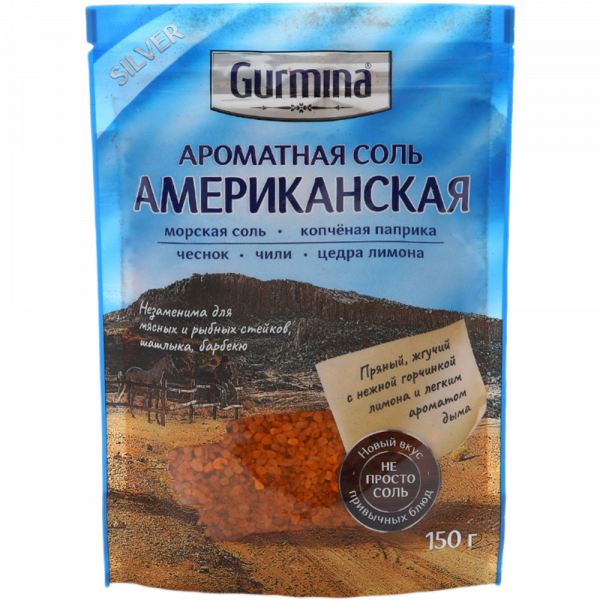 SILVER
Gurmina®
АРОМАТНАЯ СОЛЬ
АМЕРИКАНСКАЯ
морская соль · копчёная паприка
чеснок · чили · цедра лимона
Незаменима для
мясных и рыбных стейков,
шашлыка, барбекю
Пряный, жгучий
с нежной горчинкой
лимона и легким
ароматом
дыма
Новый вкус
НЕ
ПРОСТО
СОЛЬ
привычных блюд
150 г